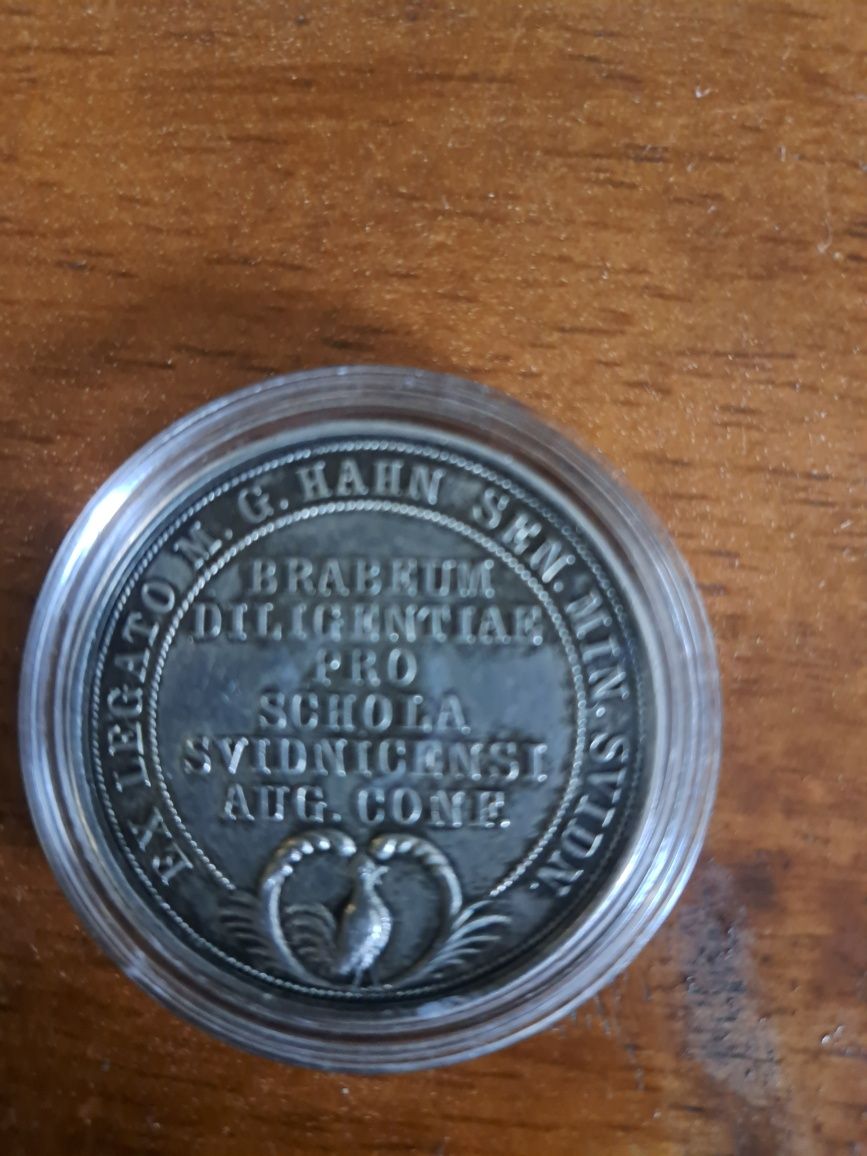 EX LEGATO M. G. HAHN SEN. MIN. SVIDN.
BRABEUM
DILIGENTIAE
PRO
SCHOLA
SVIDNICENSI
AUG. CONF.